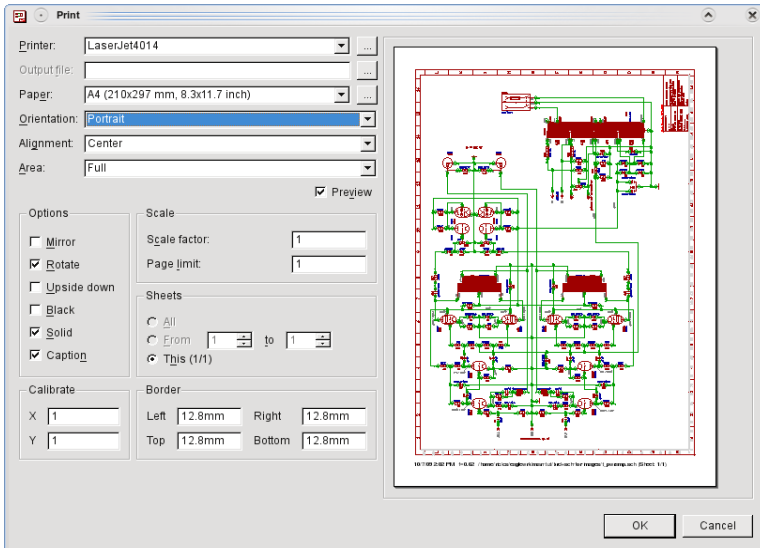 Print
Printer: LaserJet4014 ...
Output file: ...
Paper: A4 (210x297 mm, 8.3x11.7 inch) ...
Orientation: Portrait
Alignment: Center
Area: Full
Preview
Options
Mirror
Rotate
Upside down
Black
Solid
Caption
Scale
Scale factor: 1
Page limit: 1
Sheets
All
From 1 to 1
This (1/1)
Calibrate
X 1
Y 1
Border
Left 12.8mm Right 12.8mm
Top 12.8mm Bottom 12.8mm
(Sheet: 1/1)
OK Cancel